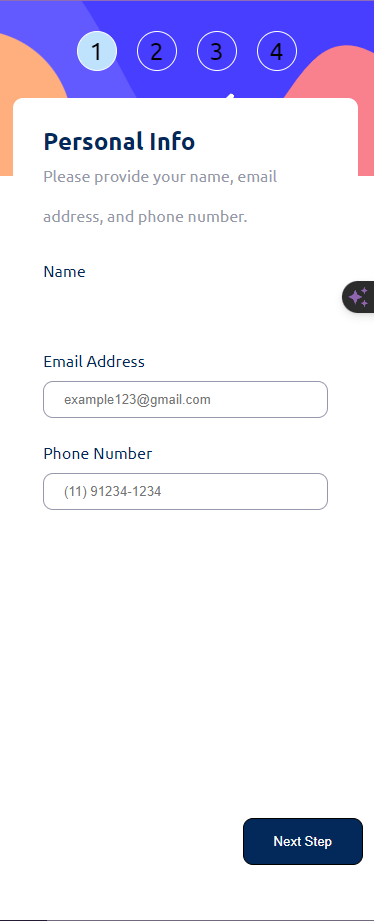 1 2 3 4
Personal Info
Please provide your name, email
address, and phone number.
Name
Email Address
example123@gmail.com
Phone Number
(11) 91234-1234
Next Step